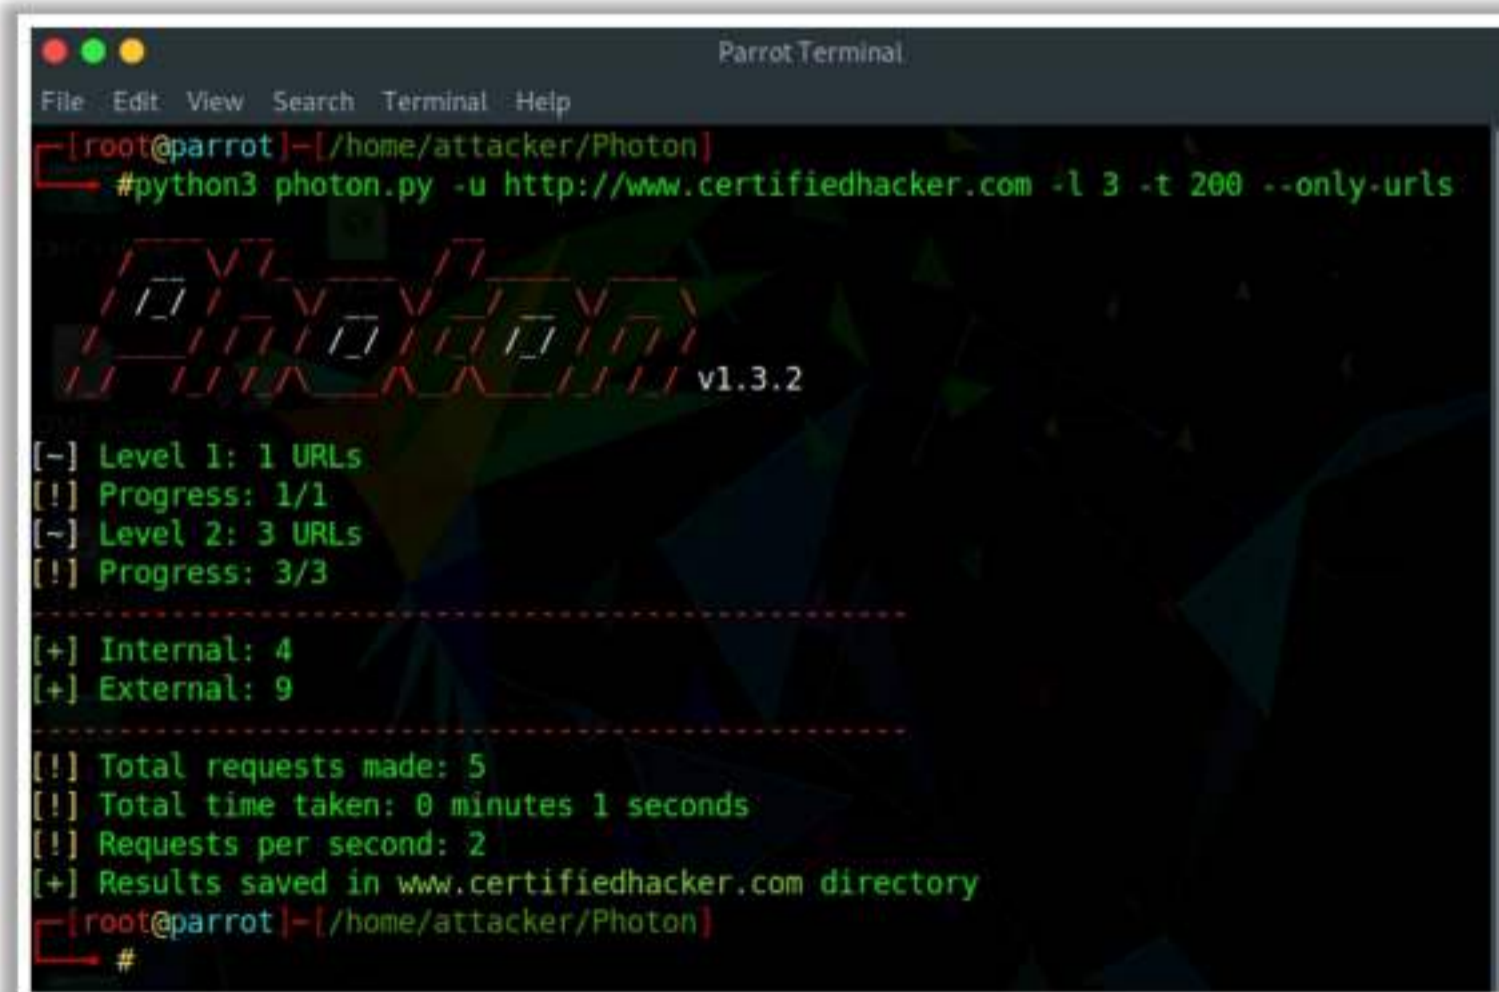 Parrot Terminal
File Edit View Search Terminal Help
[root@parrot]─[/home/attacker/Photon]
#python3 photon.py -u http://www.certifiedhacker.com -l 3 -t 200 --only-urls
Photon
v1.3.2
[~] Level 1: 1 URLs
[!] Progress: 1/1
[~] Level 2: 3 URLs
[!] Progress: 3/3
--------------------------------------------------
[+] Internal: 4
[+] External: 9
--------------------------------------------------
[!] Total requests made: 5
[!] Total time taken: 0 minutes 1 seconds
[!] Requests per second: 2
[+] Results saved in www.certifiedhacker.com directory
[root@parrot]─[/home/attacker/Photon]
#